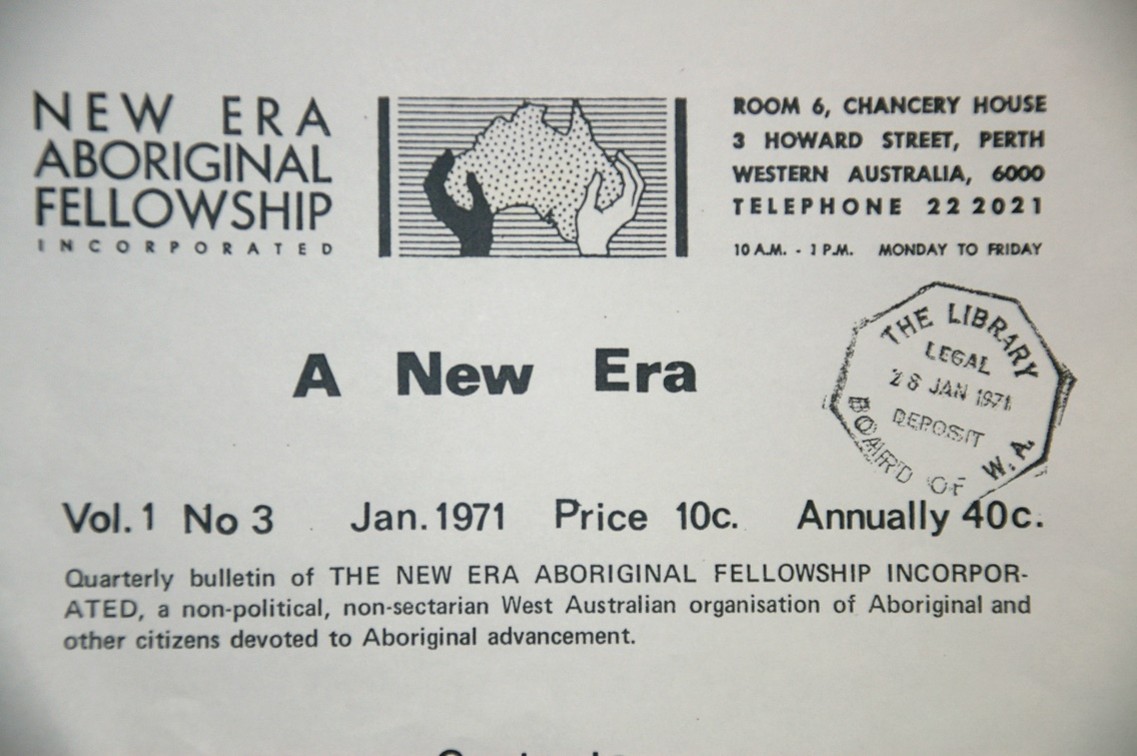 NEW ERA
ABORIGINAL
FELLOWSHIP
INCORPORATED
ROOM 6, CHANCERY HOUSE
3 HOWARD STREET, PERTH
WESTERN AUSTRALIA, 6000
TELEPHONE 22 2021
10 A.M. - 1 P.M. MONDAY TO FRIDAY
THE LIBRARY
LEGAL
28 JAN 1971
DEPOSIT
BOARD OF W.A.
A New Era
Vol. 1 No 3 Jan. 1971 Price 10c. Annually 40c.
Quarterly bulletin of THE NEW ERA ABORIGINAL FELLOWSHIP INCORPOR-
ATED, a non-political, non-sectarian West Australian organisation of Aboriginal and
other citizens devoted to Aboriginal advancement.